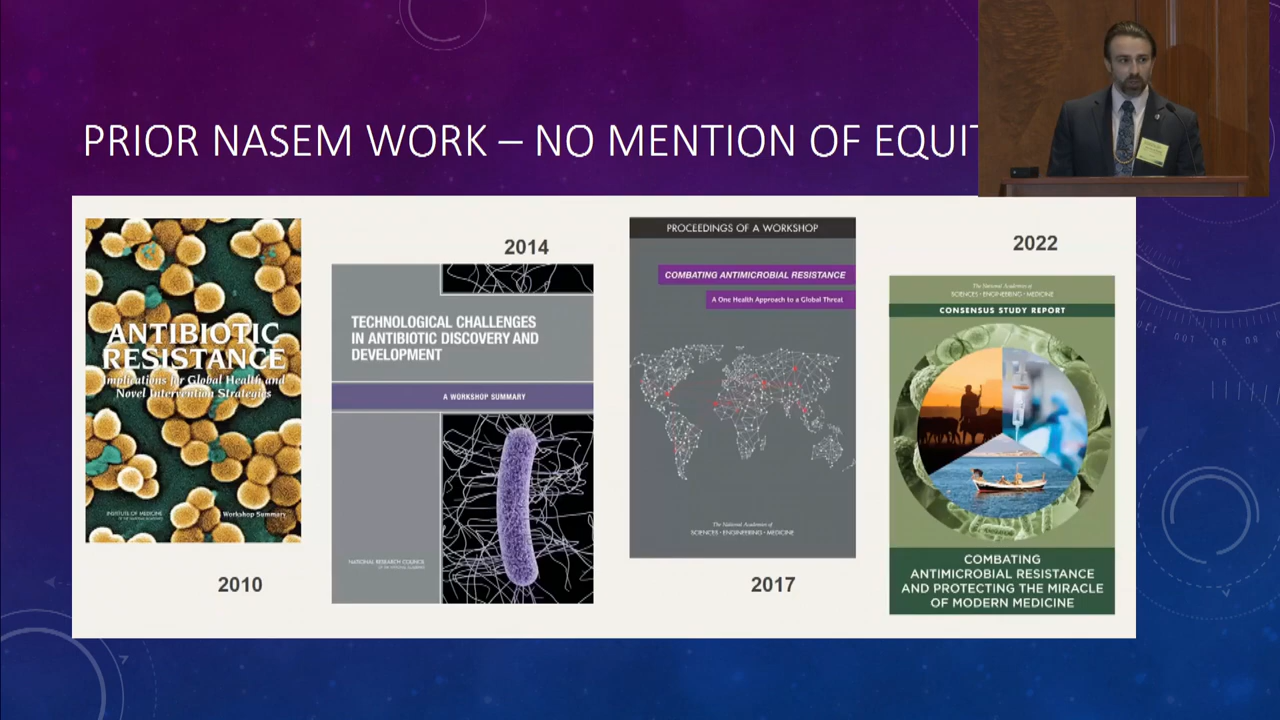 PRIOR NASEM WORK – NO MENTION OF EQUIT
ANTIBIOTIC
RESISTANCE
Implications for Global Health and
Novel Intervention Strategies
INSTITUTE OF MEDICINE
OF THE NATIONAL ACADEMIES
Workshop Summary
2010
2014
TECHNOLOGICAL CHALLENGES
IN ANTIBIOTIC DISCOVERY AND
DEVELOPMENT
A WORKSHOP SUMMARY
NATIONAL RESEARCH COUNCIL
OF THE NATIONAL ACADEMIES
PROCEEDINGS OF A WORKSHOP
COMBATING ANTIMICROBIAL RESISTANCE
A One Health Approach to a Global Threat
The National Academies of
SCIENCES • ENGINEERING • MEDICINE
2017
2022
The National Academies of
SCIENCES • ENGINEERING • MEDICINE
CONSENSUS STUDY REPORT
COMBATING
ANTIMICROBIAL RESISTANCE
AND PROTECTING THE MIRACLE
OF MODERN MEDICINE